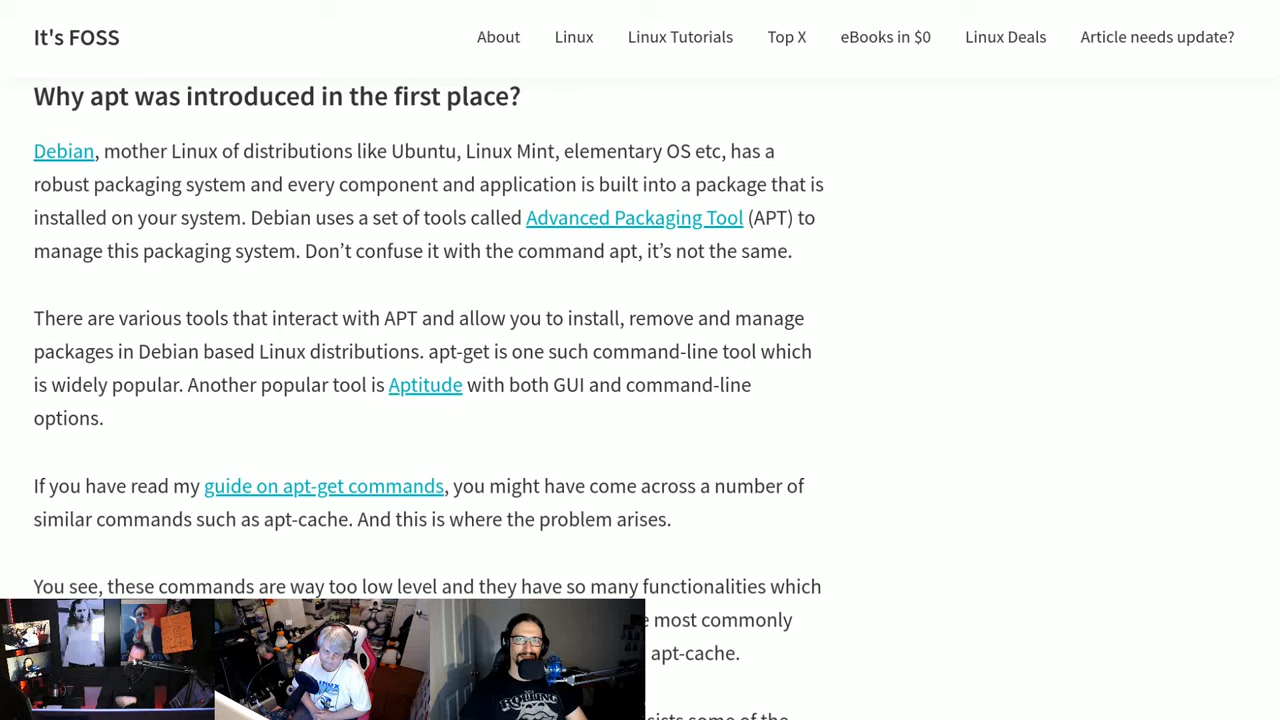 It's FOSS
About Linux Linux Tutorials Top X eBooks in $0 Linux Deals Article needs update?
Why apt was introduced in the first place?
Debian, mother Linux of distributions like Ubuntu, Linux Mint, elementary OS etc, has a
robust packaging system and every component and application is built into a package that is
installed on your system. Debian uses a set of tools called Advanced Packaging Tool (APT) to
manage this packaging system. Don’t confuse it with the command apt, it’s not the same.
There are various tools that interact with APT and allow you to install, remove and manage
packages in Debian based Linux distributions. apt-get is one such command-line tool which
is widely popular. Another popular tool is Aptitude with both GUI and command-line
options.
If you have read my guide on apt-get commands, you might have come across a number of
similar commands such as apt-cache. And this is where the problem arises.
You see, these commands are way too low level and they have so many functionalities which
most commonly
apt-cache.
some of the
ROLLING